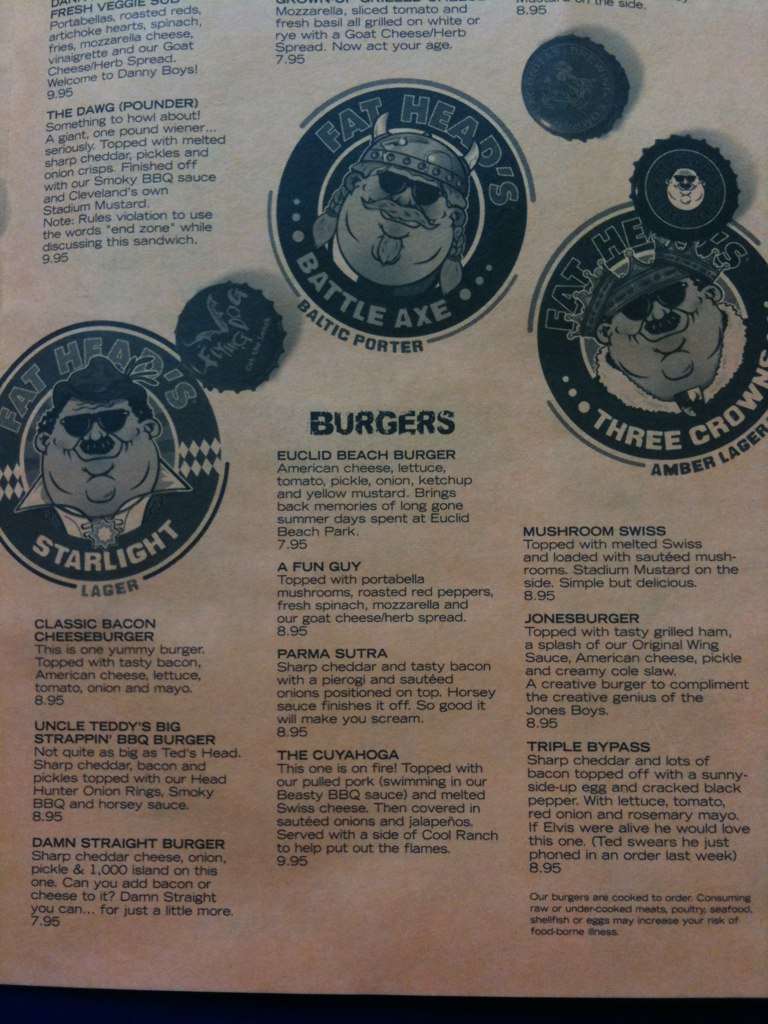 FRESH VEGGIE SUB
Portabellas, roasted reds,
artichoke hearts, spinach,
fries, mozzarella cheese,
vinaigrette and our Goat
Cheese/Herb Spread.
Welcome to Danny Boys!
9.95
THE DAWG (POUNDER)
Something to howl about!
A giant, one pound wiener...
seriously. Topped with melted
sharp cheddar, pickles and
onion crisps. Finished off
with our Smoky BBQ sauce
and Cleveland's own
Stadium Mustard.
Note: Rules violation to use
the words "end zone" while
discussing this sandwich.
9.95
Mozzarella, sliced tomato and
fresh basil all grilled on white or
rye with a Goat Cheese/Herb
Spread. Now act your age.
7.95
Mustard on the side.
8.95
FAT HEAD'S
BATTLE AXE
BALTIC PORTER
FAT HEAD'S
THREE CROWNS
AMBER LAGER
FLYING DOG
FAT HEAD'S
STARLIGHT
LAGER
CLASSIC BACON
CHEESEBURGER
This is one yummy burger.
Topped with tasty bacon,
American cheese, lettuce,
tomato, onion and mayo.
8.95
UNCLE TEDDY'S BIG
STRAPPIN' BBQ BURGER
Not quite as big as Ted's Head.
Sharp cheddar, bacon and
pickles topped with our Head
Hunter Onion Rings, Smoky
BBQ and horsey sauce.
8.95
DAMN STRAIGHT BURGER
Sharp cheddar cheese, onion,
pickle & 1,000 island on this
one. Can you add bacon or
cheese to it? Damn Straight
you can... for just a little more.
7.95
BURGERS
EUCLID BEACH BURGER
American cheese, lettuce,
tomato, pickle, onion, ketchup
and yellow mustard. Brings
back memories of long gone
summer days spent at Euclid
Beach Park.
7.95
A FUN GUY
Topped with portabella
mushrooms, roasted red peppers,
fresh spinach, mozzarella and
our goat cheese/herb spread.
8.95
PARMA SUTRA
Sharp cheddar and tasty bacon
with a pierogi and sautéed
onions positioned on top. Horsey
sauce finishes it off. So good it
will make you scream.
8.95
THE CUYAHOGA
This one is on fire! Topped with
our pulled pork (swimming in our
Beasty BBQ sauce) and melted
Swiss cheese. Then covered in
sautéed onions and jalapeños.
Served with a side of Cool Ranch
to help put out the flames.
9.95
MUSHROOM SWISS
Topped with melted Swiss
and loaded with sautéed mush-
rooms. Stadium Mustard on the
side. Simple but delicious.
8.95
JONESBURGER
Topped with tasty grilled ham,
a splash of our Original Wing
Sauce, American cheese, pickle
and creamy cole slaw.
A creative burger to compliment
the creative genius of the
Jones Boys.
8.95
TRIPLE BYPASS
Sharp cheddar and lots of
bacon topped off with a sunny-
side-up egg and cracked black
pepper. With lettuce, tomato,
red onion and rosemary mayo.
If Elvis were alive he would love
this one. (Ted swears he just
phoned in an order last week)
8.95
Our burgers are cooked to order. Consuming
raw or under-cooked meats, poultry, seafood,
shellfish or eggs may increase your risk of
food-borne illness.